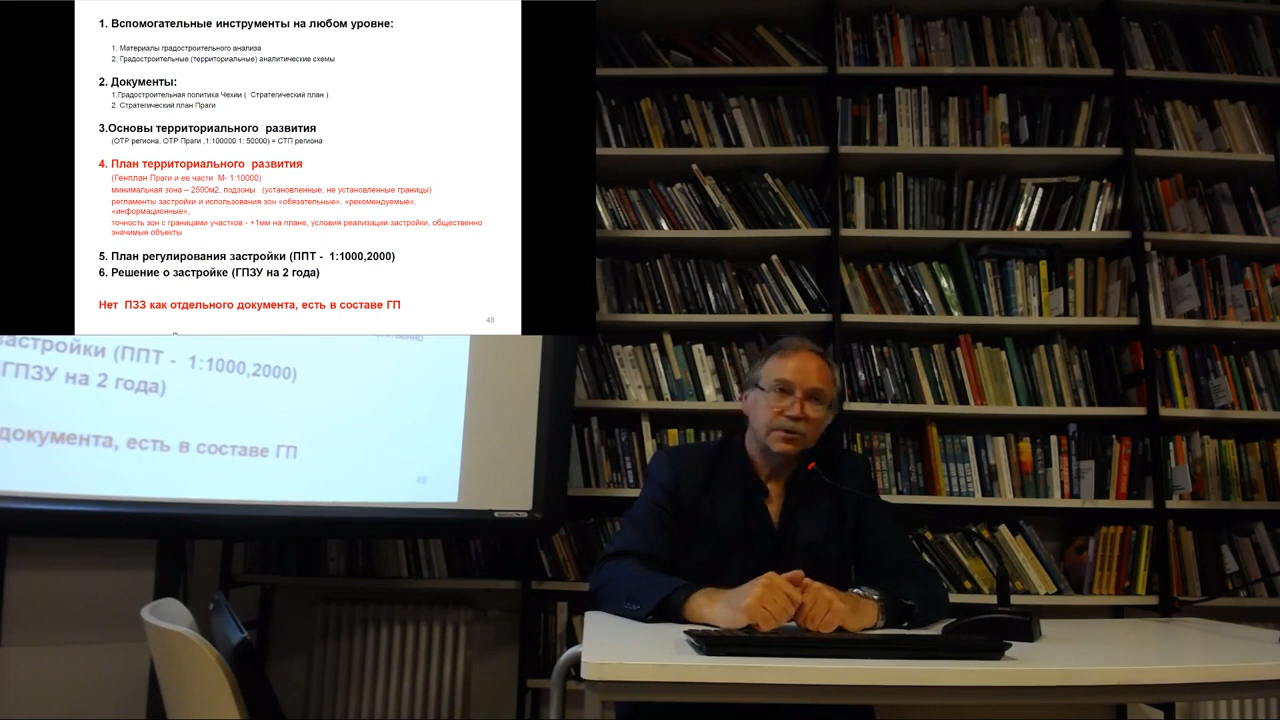 1. Вспомогательные инструменты на любом уровне:
1. Материалы градостроительного анализа
2. Градостроительные (территориальные) аналитические схемы
2. Документы:
1.Градостроительная политика Чехии ( Стратегический план )
2. Стратегический план Праги
3.Основы территориального развития
(ОТР региона, ОТР Праги ,1:100000 1: 50000) = СТП региона
4. План территориального развития
(Генплан Праги и ее части М- 1:10000)
минимальная зона – 2500м2, подзоны (установленные, не установленные границы)
регламенты застройки и использования зон «обязательные», «рекомендуемые»,
«информационные»,
точность зон с границами участков - +1мм на плане, условия реализации застройки, общественно
значимые объекты
5. План регулирования застройки (ППТ - 1:1000,2000)
6. Решение о застройке (ГПЗУ на 2 года)
Нет ПЗЗ как отдельного документа, есть в составе ГП
48
застройки (ППТ - 1:1000,2000)
ГПЗУ на 2 года)
документа, есть в составе ГП
48